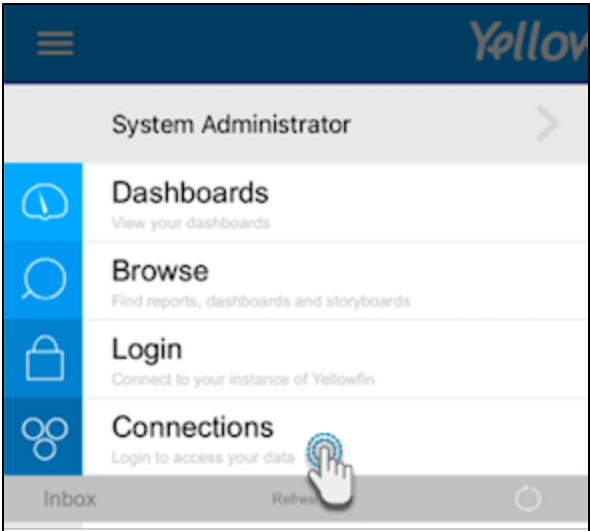 Yellow
System Administrator
Dashboards
View your dashboards
Browse
Find reports, dashboards and storyboards
Login
Connect to your instance of Yellowfin
Connections
Login to access your data
Inbox